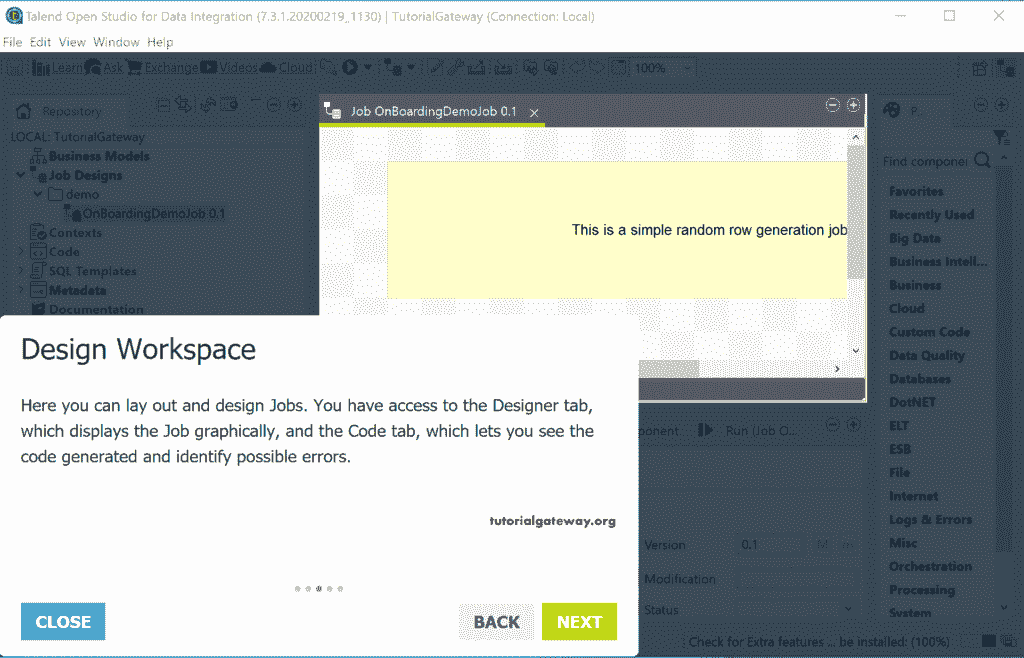 Talend Open Studio for Data Integration (7.3.1.20200219_1130) | TutorialGateway (Connection: Local)
File Edit View Window Help
Learn Ask Exchange Videos Cloud 100%
Repository
LOCAL: TutorialGateway
Business Models
Job Designs
demo
OnBoardingDemoJob 0.1
Contexts
Code
SQL Templates
Metadata
Documentation
Job OnBoardingDemoJob 0.1
This is a simple random row generation job
P...
Find componei
Favorites
Recently Used
Big Data
Business Intell...
Business
Cloud
Custom Code
Data Quality
Databases
DotNET
ELT
ESB
File
Internet
Logs & Errors
Misc
Orchestration
Processing
System
Design Workspace
Here you can lay out and design Jobs. You have access to the Designer tab,
which displays the Job graphically, and the Code tab, which lets you see the
code generated and identify possible errors.
tutorialgateway.org
CLOSE
BACK
NEXT
ponent Run (Job O...
Version 0.1 M m
Modification
Status
Check for Extra features ... be installed: (100%)